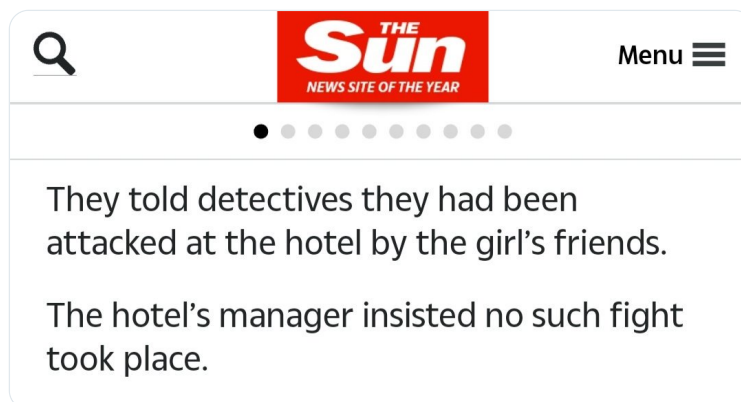 THE
Sun
NEWS SITE OF THE YEAR
Menu
They told detectives they had been
attacked at the hotel by the girl’s friends.
The hotel’s manager insisted no such fight
took place.